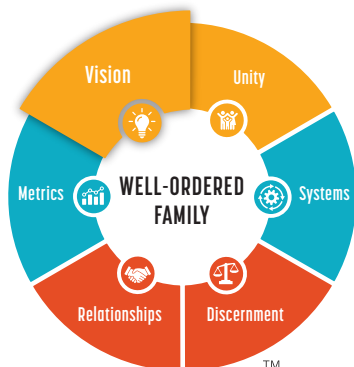 Vision
Unity
Metrics
WELL-ORDERED
FAMILY
Systems
Relationships
Discernment
TM